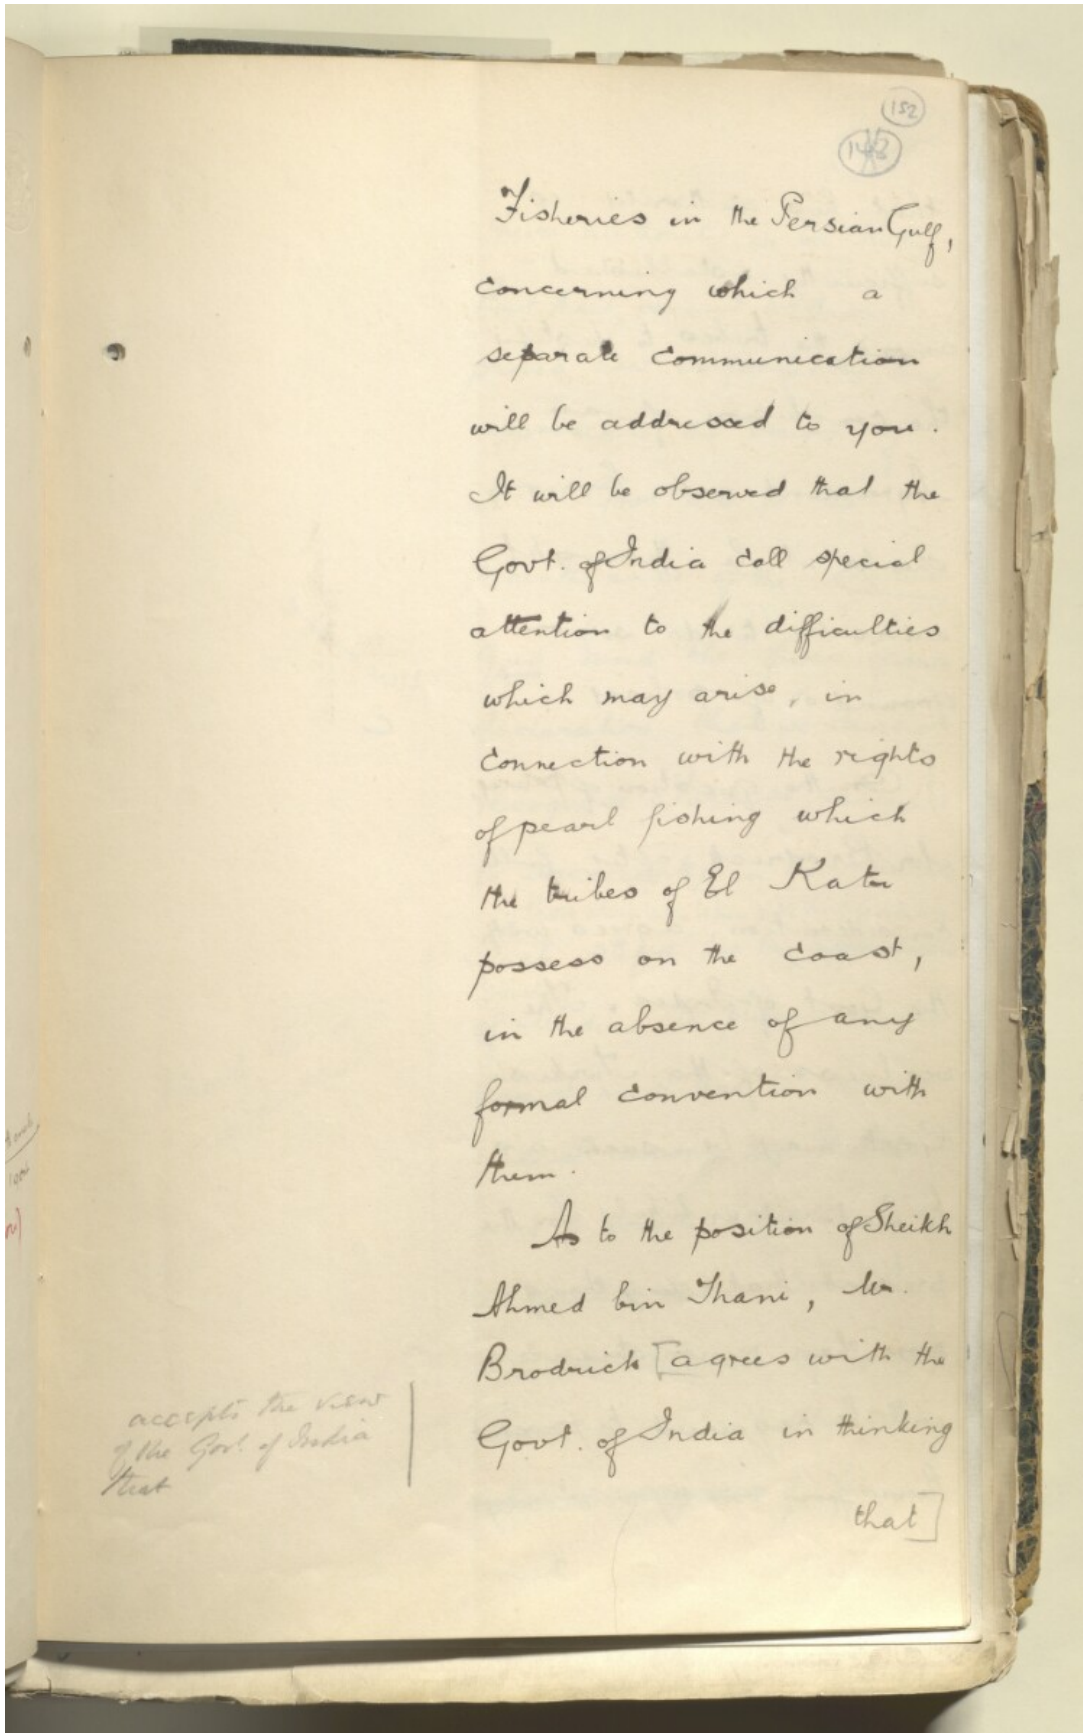 152
Fisheries in the Persian Gulf,
concerning which a
separate communication
will be addressed to you.
It will be observed that the
Govt. of India call special
attention to the difficulties
which may arise, in
connection with the rights
of pearl fishing which
the tribes of El Katr
possess on the coast,
in the absence of any
formal convention with
them.
As to the position of Sheikh
Ahmed bin Thani, Mr.
Brodrick [agrees with the
Govt. of India in thinking
that]
accepts the view
of the Govt. of India
that